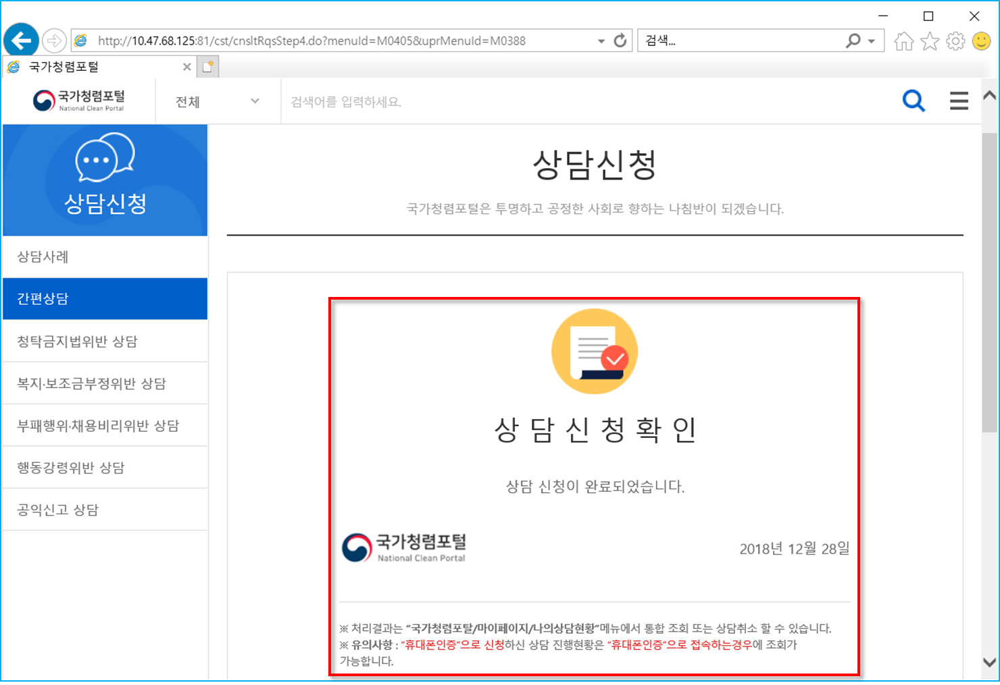 http://10.47.68.125:81/cst/cnsltRqsStep4.do?menuId=M0405&uprMenuId=M0388
검색...
국가청렴포털
국가청렴포털
National Clean Portal
전체
검색어를 입력하세요.
상담신청
상담사례
간편상담
청탁금지법위반 상담
복지·보조금부정위반 상담
부패행위·채용비리위반 상담
행동강령위반 상담
공익신고 상담
상담신청
국가청렴포털은 투명하고 공정한 사회로 향하는 나침반이 되겠습니다.
상 담 신 청 확 인
상담 신청이 완료되었습니다.
국가청렴포털
National Clean Portal
2018년 12월 28일
※ 처리결과는 “국가청렴포탈/마이페이지/나의상담현황”메뉴에서 통합 조회 또는 상담취소 할 수 있습니다.
※ 유의사항 : “휴대폰인증”으로 신청하신 상담 진행현황은 “휴대폰인증”으로 접속하는경우에 조회가
가능합니다.